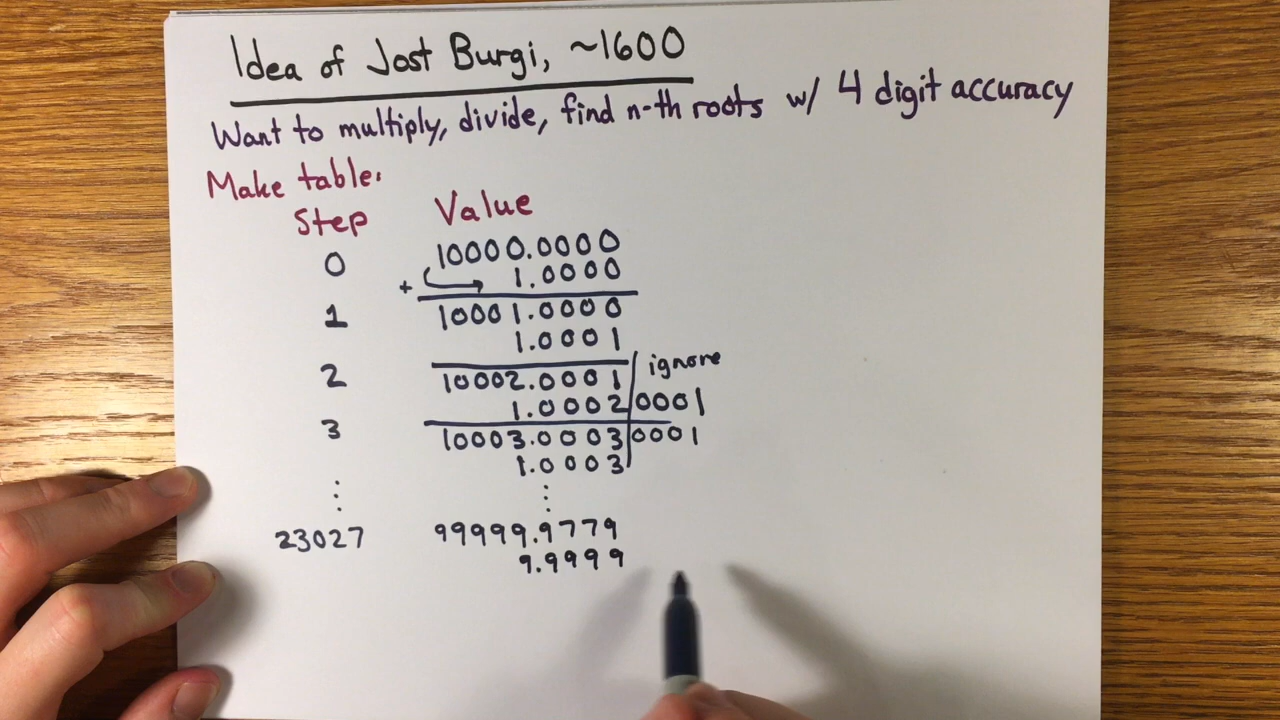 Idea of Jost Burgi, ~1600
Want to multiply, divide, find n-th roots w/ 4 digit accuracy
Make table:
Step Value
0 10000.0000
+ 1.0000
1 10001.0000
1.0001
2 10002.0001 ignore
1.0002 0001
3 10003.0003 0001
1.0003
⋮ ⋮
23027 99999.9779
9.9999